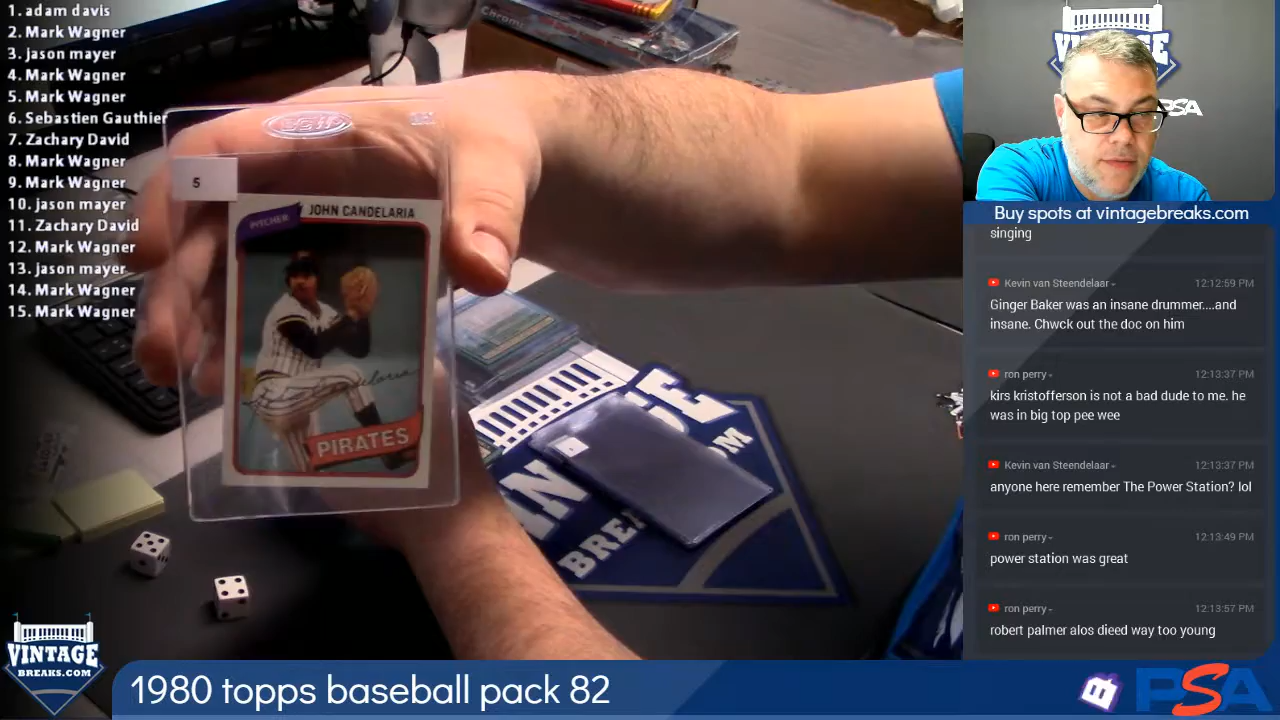 1. adam davis
2. Mark Wagner
3. jason mayer
4. Mark Wagner
5. Mark Wagner
6. Sebastien Gauthier
7. Zachary David
8. Mark Wagner
9. Mark Wagner
10. jason mayer
11. Zachary David
12. Mark Wagner
13. jason mayer
14. Mark Wagner
15. Mark Wagner
Chrome
5
PITCHER
JOHN CANDELARIA
PIRATES
VINTAGE
PSA
Buy spots at vintagebreaks.com
singing
Kevin van Steendelaar
12:12:59 PM
Ginger Baker was an insane drummer....and
insane. Chwck out the doc on him
ron perry
12:13:37 PM
kirs kristofferson is not a bad dude to me. he
was in big top pee wee
Kevin van Steendelaar
12:13:37 PM
anyone here remember The Power Station? lol
ron perry
12:13:49 PM
power station was great
ron perry
12:13:57 PM
robert palmer alos dieed way too young
VINTAGE
BREAKS.COM
1980 topps baseball pack 82
PSA